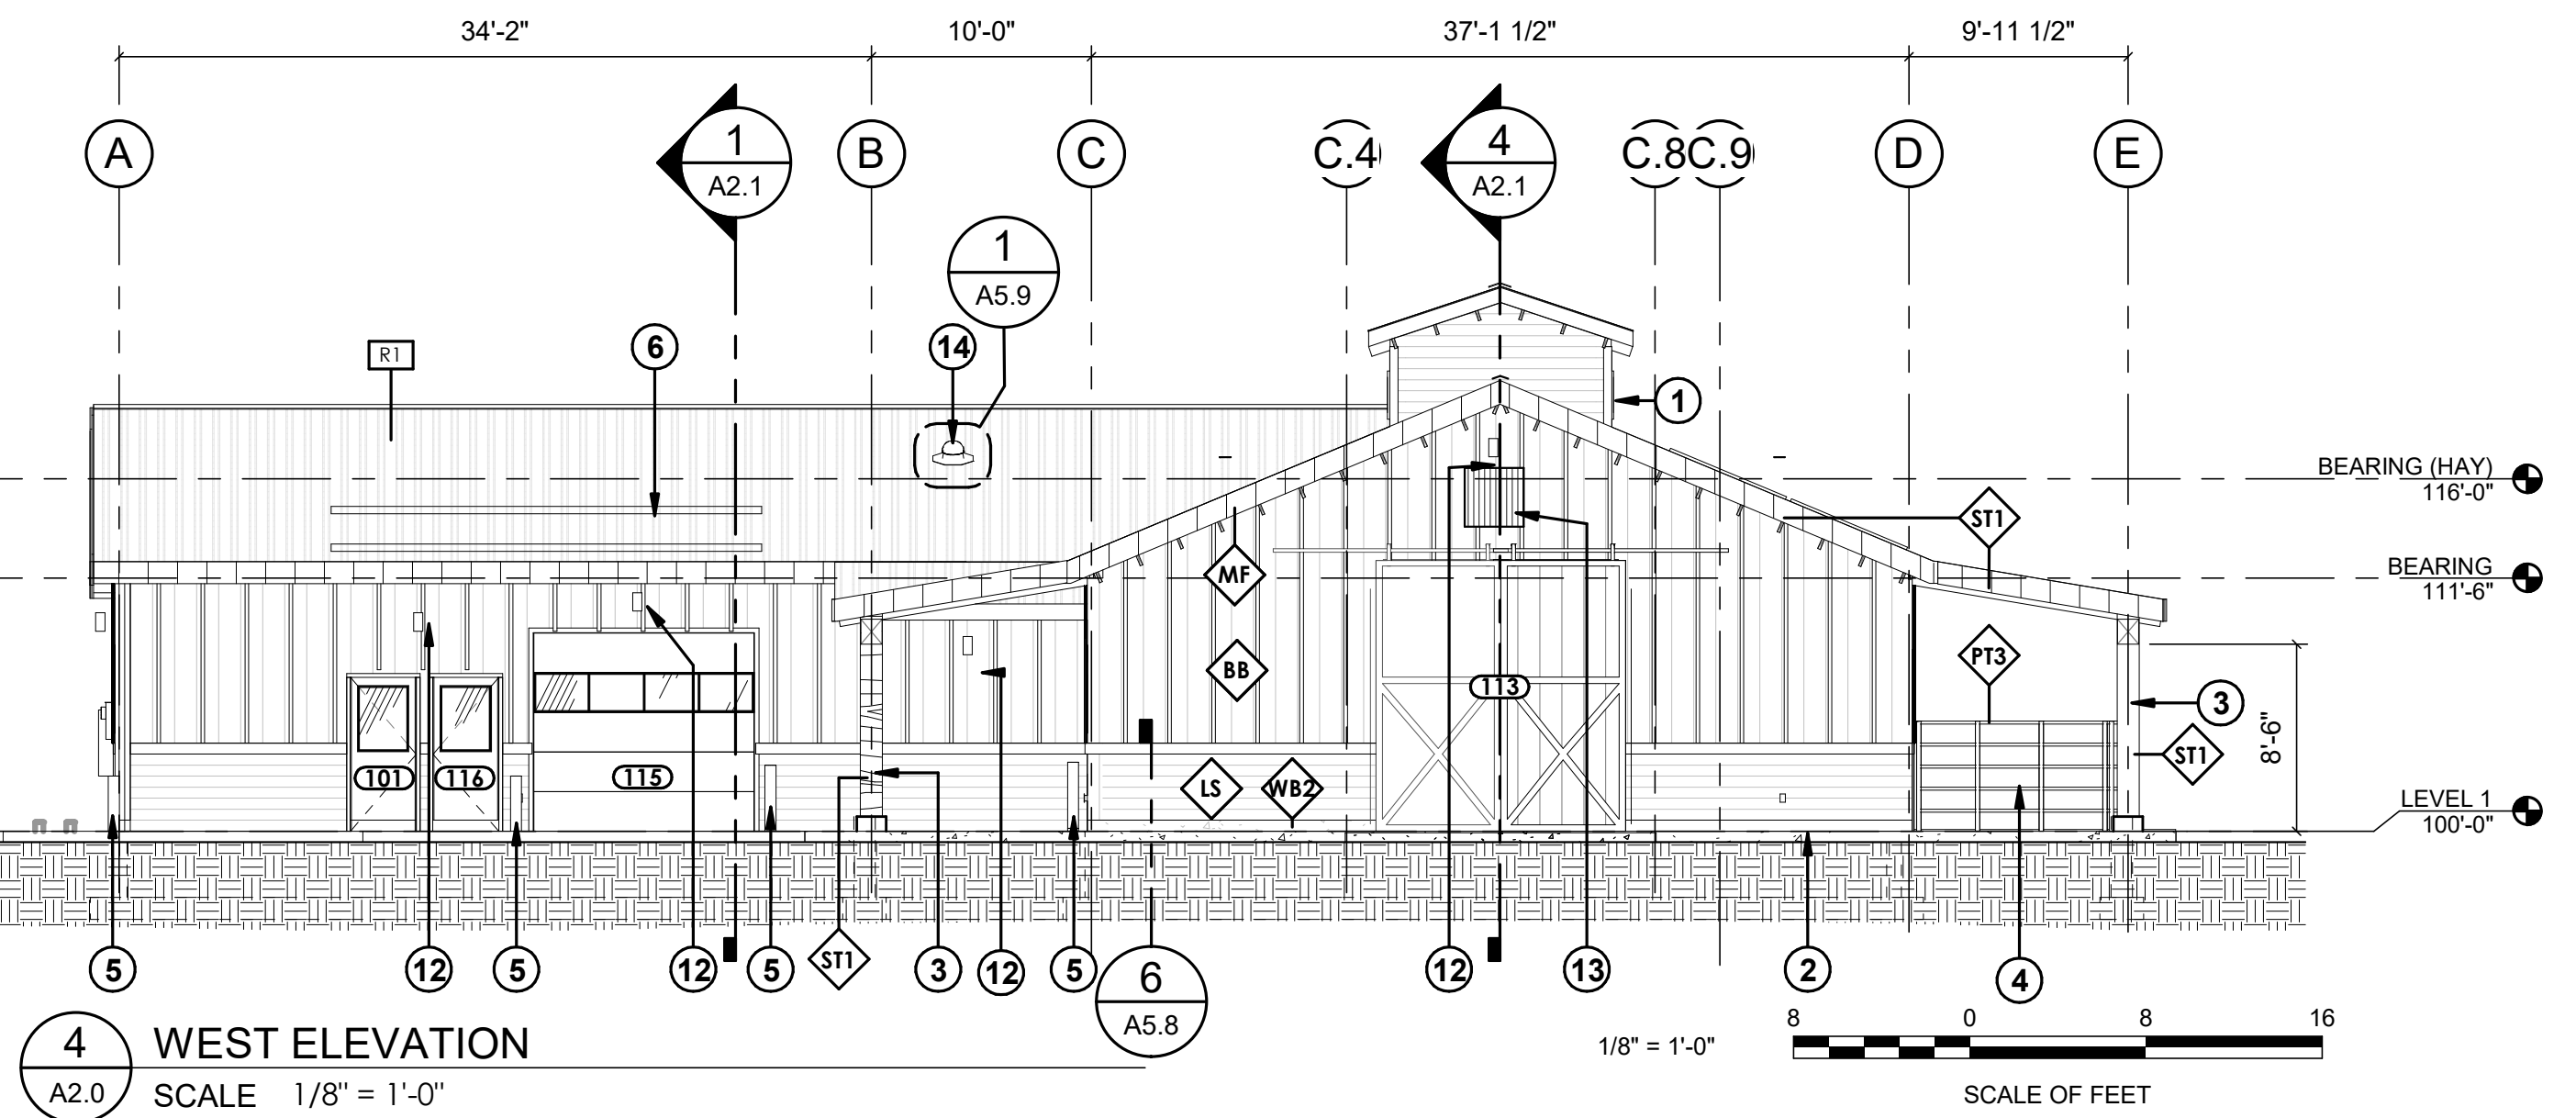 34'-2" 10'-0" 37'-1 1/2" 9'-11 1/2"
A
1
A2.1
B
C
C.4
4
A2.1
C.8
C.9
D
E
1
A5.9
R1
6
14
1
BEARING (HAY)
116'-0"
ST1
MF
BEARING
111'-6"
BB
PT3
113
3
8'-6"
ST1
101
116
115
LS
WB2
LEVEL 1
100'-0"
5
12
5
12
5
ST1
3
12
5
6
A5.8
12
13
2
4
4
A2.0
WEST ELEVATION
SCALE 1/8" = 1'-0"
1/8" = 1'-0"
8 0 8 16
SCALE OF FEET